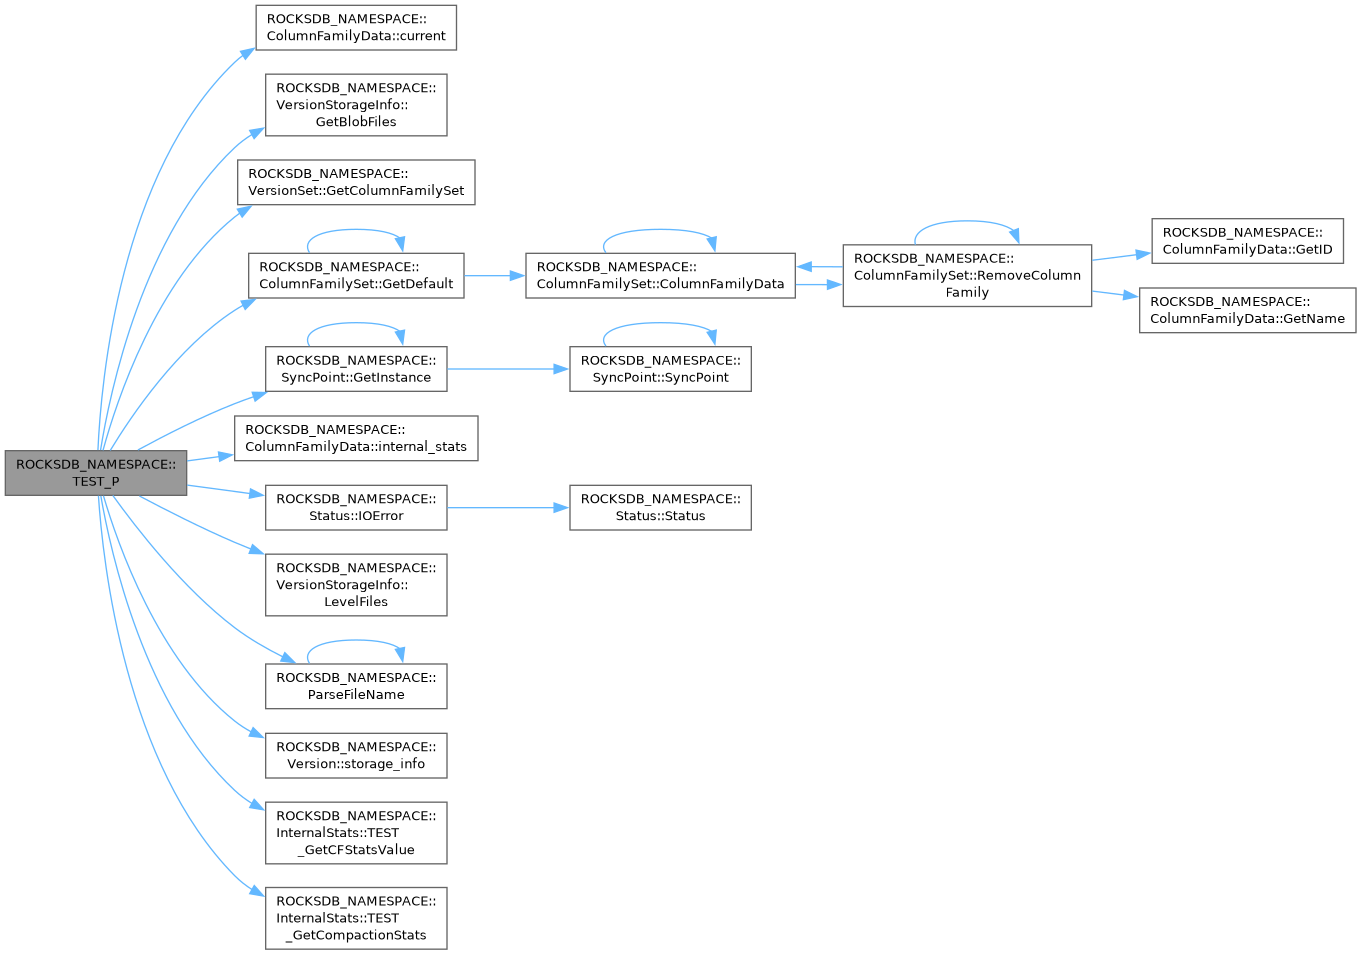 ROCKSDB_NAMESPACE::
ColumnFamilyData::current
ROCKSDB_NAMESPACE::
VersionStorageInfo::
GetBlobFiles
ROCKSDB_NAMESPACE::
VersionSet::GetColumnFamilySet
ROCKSDB_NAMESPACE::
ColumnFamilySet::GetDefault
ROCKSDB_NAMESPACE::
ColumnFamilySet::ColumnFamilyData
ROCKSDB_NAMESPACE::
ColumnFamilySet::RemoveColumn
Family
ROCKSDB_NAMESPACE::
ColumnFamilyData::GetID
ROCKSDB_NAMESPACE::
ColumnFamilyData::GetName
ROCKSDB_NAMESPACE::
SyncPoint::GetInstance
ROCKSDB_NAMESPACE::
SyncPoint::SyncPoint
ROCKSDB_NAMESPACE::
ColumnFamilyData::internal_stats
ROCKSDB_NAMESPACE::
TEST_P
ROCKSDB_NAMESPACE::
Status::IOError
ROCKSDB_NAMESPACE::
Status::Status
ROCKSDB_NAMESPACE::
VersionStorageInfo::
LevelFiles
ROCKSDB_NAMESPACE::
ParseFileName
ROCKSDB_NAMESPACE::
Version::storage_info
ROCKSDB_NAMESPACE::
InternalStats::TEST
_GetCFStatsValue
ROCKSDB_NAMESPACE::
InternalStats::TEST
_GetCompactionStats